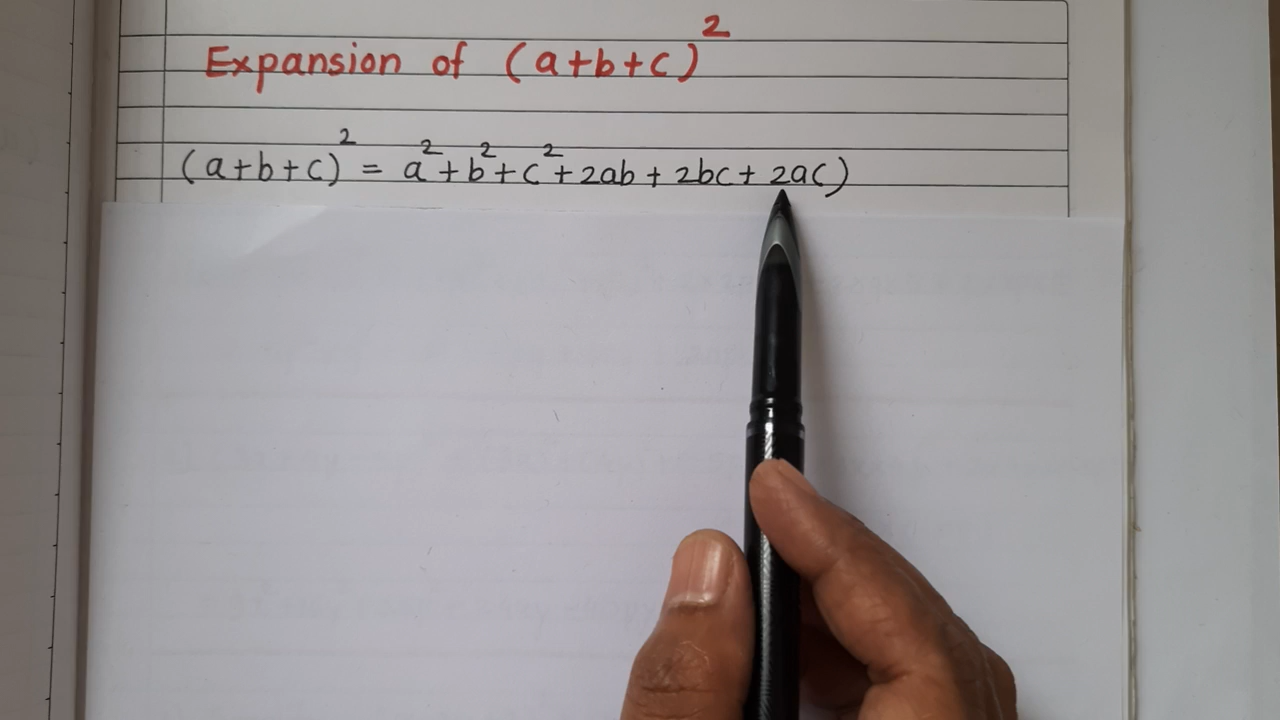 Expansion of (a+b+c)²
(a+b+c)² = a²+b²+c²+2ab+2bc+2ac)